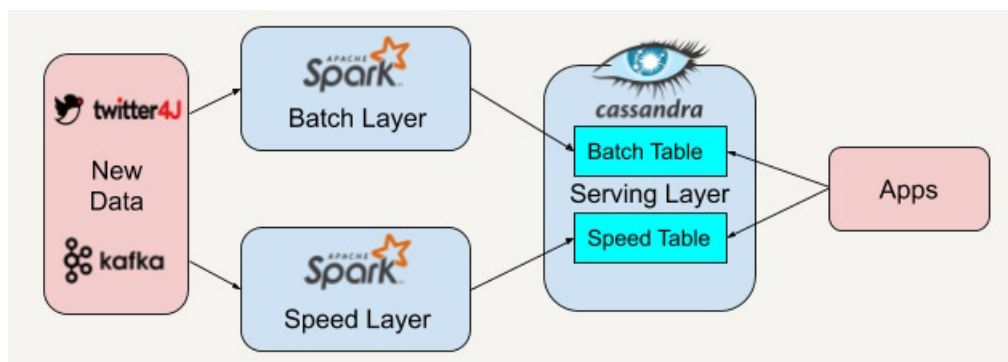 twitter4J
New
Data
kafka
APACHE
Spark
Batch Layer
APACHE
Spark
Speed Layer
cassandra
Batch Table
Serving Layer
Speed Table
Apps